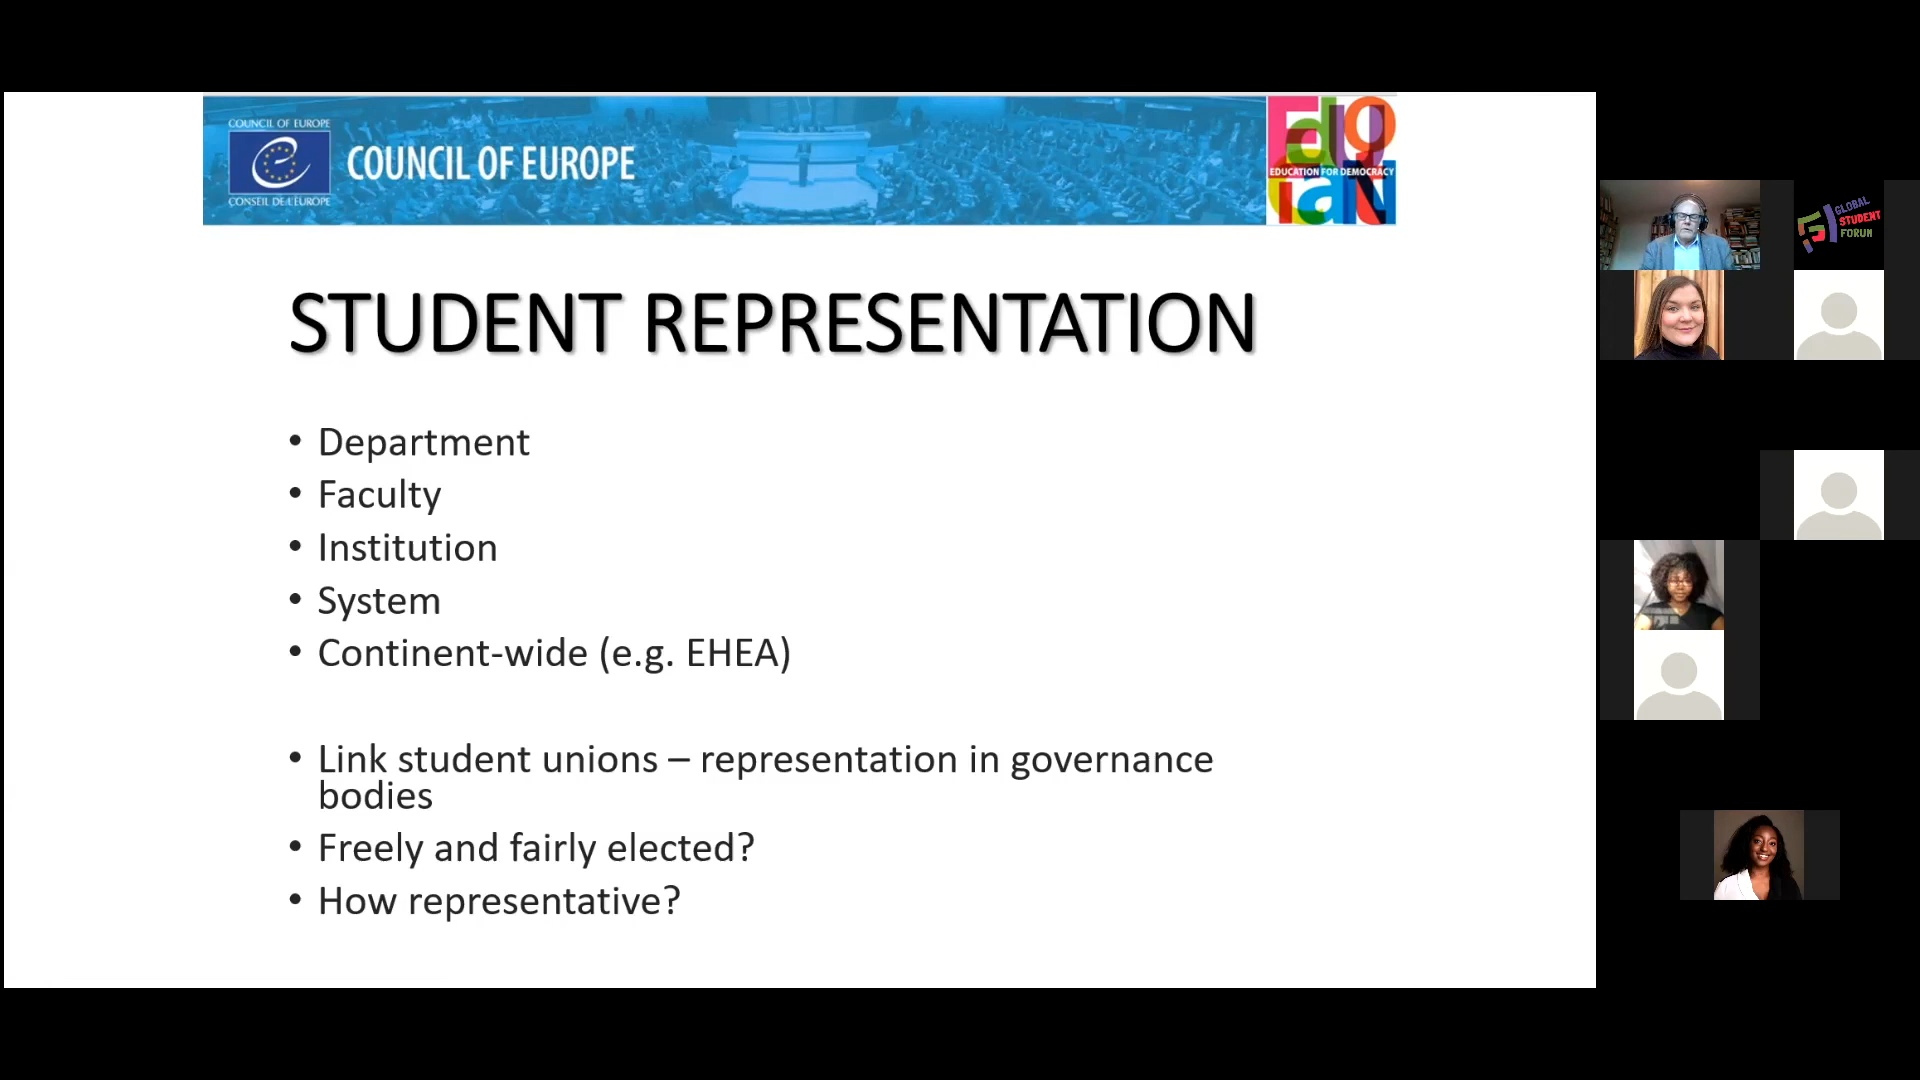 COUNCIL OF EUROPE
COUNCIL OF EUROPE
CONSEIL DE L'EUROPE
EDUCATION FOR DEMOCRACY
STUDENT REPRESENTATION
• Department
• Faculty
• Institution
• System
• Continent-wide (e.g. EHEA)
• Link student unions – representation in governance
bodies
• Freely and fairly elected?
• How representative?
GLOBAL
STUDENT
FORUM